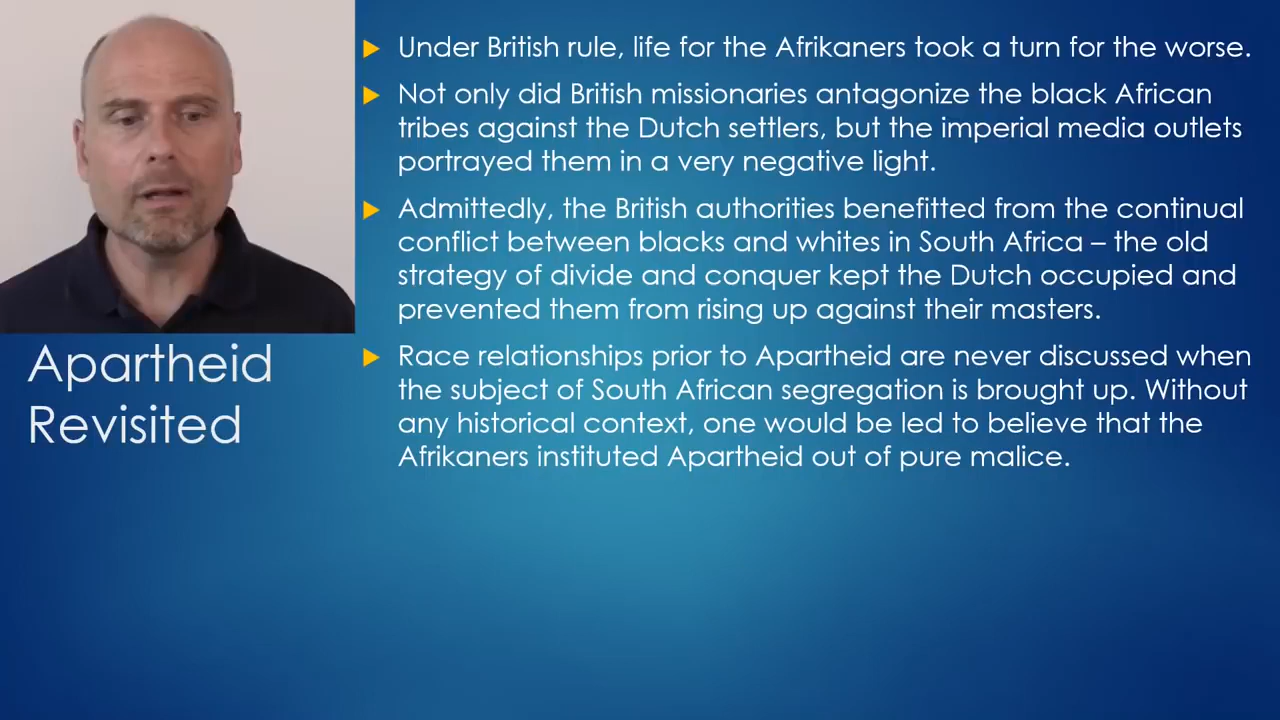 Under British rule, life for the Afrikaners took a turn for the worse.
Not only did British missionaries antagonize the black African
tribes against the Dutch settlers, but the imperial media outlets
portrayed them in a very negative light.
Admittedly, the British authorities benefitted from the continual
conflict between blacks and whites in South Africa – the old
strategy of divide and conquer kept the Dutch occupied and
prevented them from rising up against their masters.
Race relationships prior to Apartheid are never discussed when
the subject of South African segregation is brought up. Without
any historical context, one would be led to believe that the
Afrikaners instituted Apartheid out of pure malice.
Apartheid
Revisited